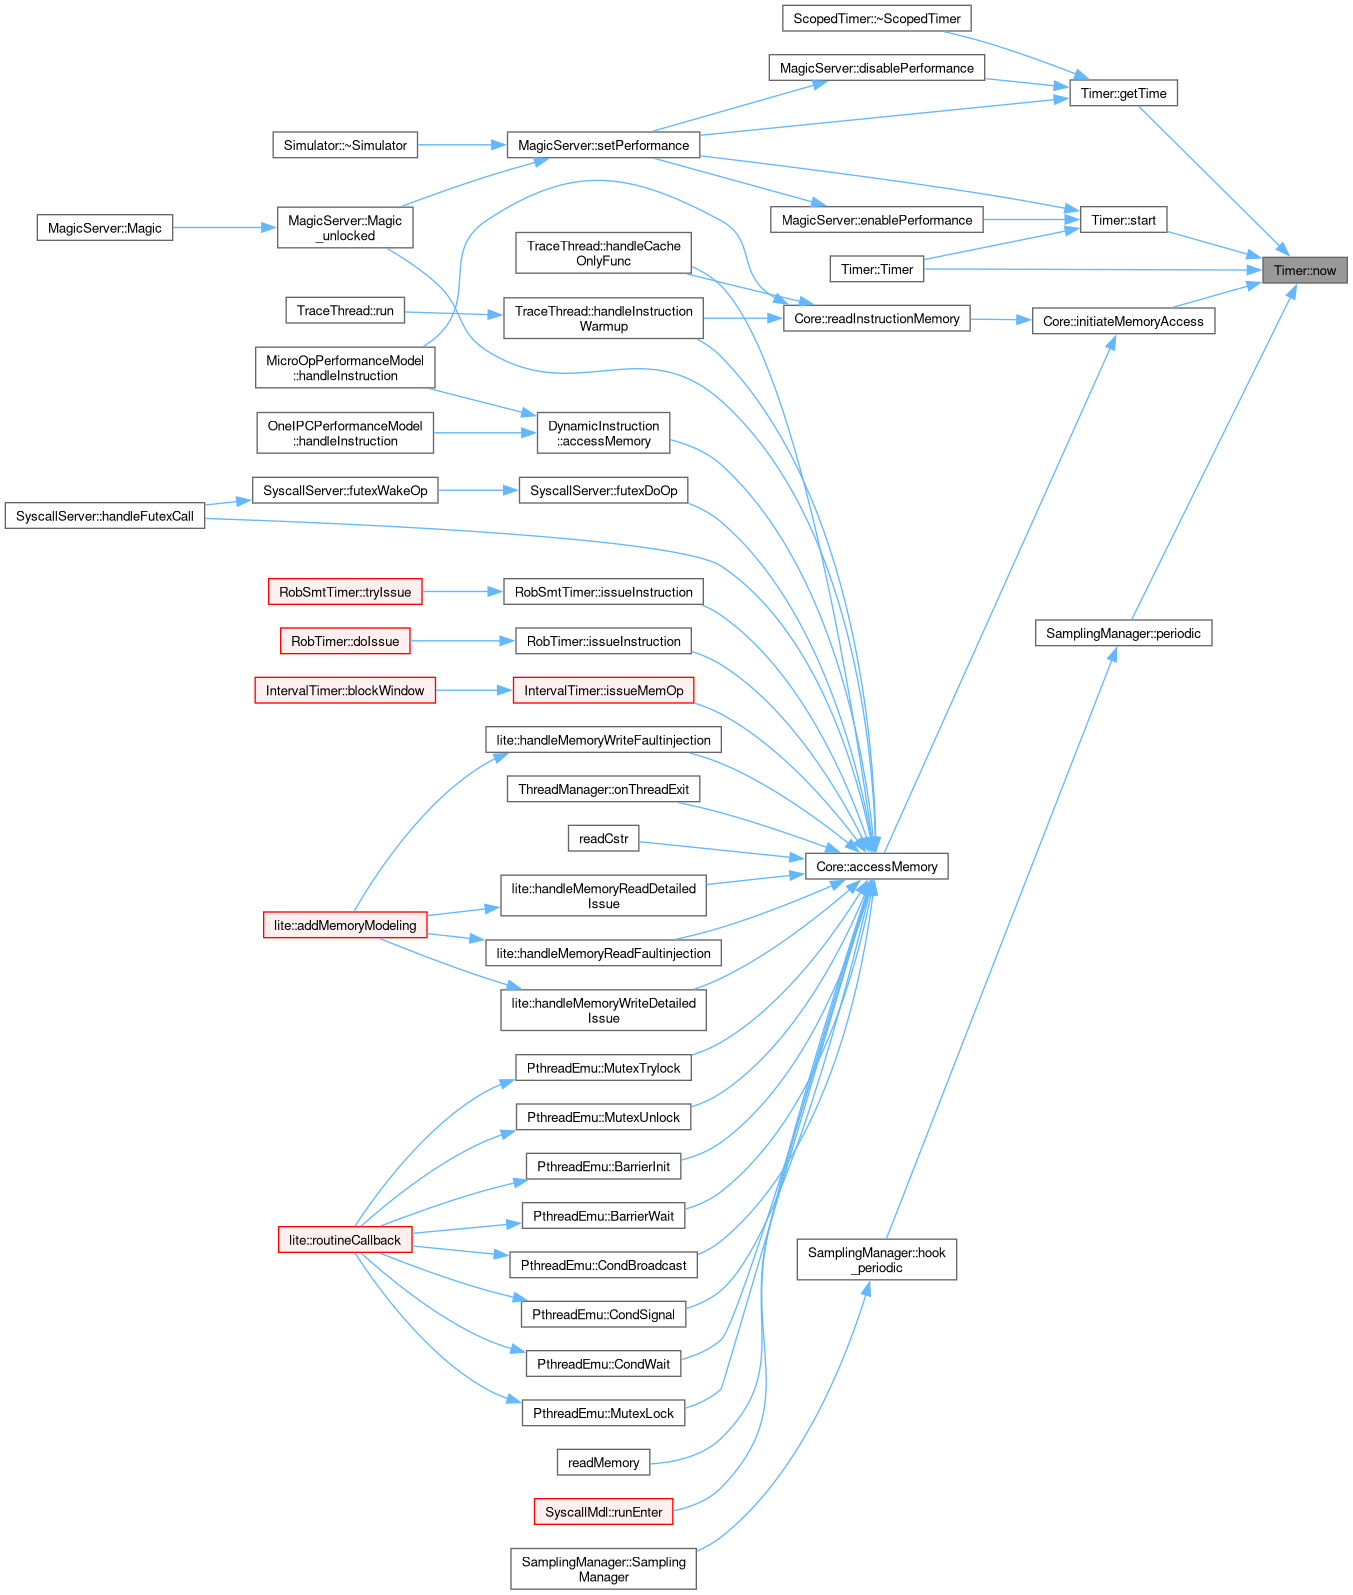 ScopedTimer::~ScopedTimer
MagicServer::disablePerformance
Timer::getTime
Simulator::~Simulator
MagicServer::setPerformance
MagicServer::Magic
MagicServer::Magic
_unlocked
MagicServer::enablePerformance
Timer::start
TraceThread::handleCache
OnlyFunc
Timer::Timer
Timer::now
TraceThread::run
TraceThread::handleInstruction
Warmup
Core::readInstructionMemory
Core::initiateMemoryAccess
MicroOpPerformanceModel
::handleInstruction
OneIPCPerformanceModel
::handleInstruction
DynamicInstruction
::accessMemory
SyscallServer::futexWakeOp
SyscallServer::futexDoOp
SyscallServer::handleFutexCall
RobSmtTimer::tryIssue
RobSmtTimer::issueInstruction
RobTimer::doIssue
RobTimer::issueInstruction
SamplingManager::periodic
IntervalTimer::blockWindow
IntervalTimer::issueMemOp
lite::handleMemoryWriteFaultinjection
ThreadManager::onThreadExit
readCstr
Core::accessMemory
lite::handleMemoryReadDetailed
Issue
lite::addMemoryModeling
lite::handleMemoryReadFaultinjection
lite::handleMemoryWriteDetailed
Issue
PthreadEmu::MutexTrylock
PthreadEmu::MutexUnlock
PthreadEmu::BarrierInit
PthreadEmu::BarrierWait
lite::routineCallback
PthreadEmu::CondBroadcast
SamplingManager::hook
_periodic
PthreadEmu::CondSignal
PthreadEmu::CondWait
PthreadEmu::MutexLock
readMemory
SyscallMdl::runEnter
SamplingManager::Sampling
Manager